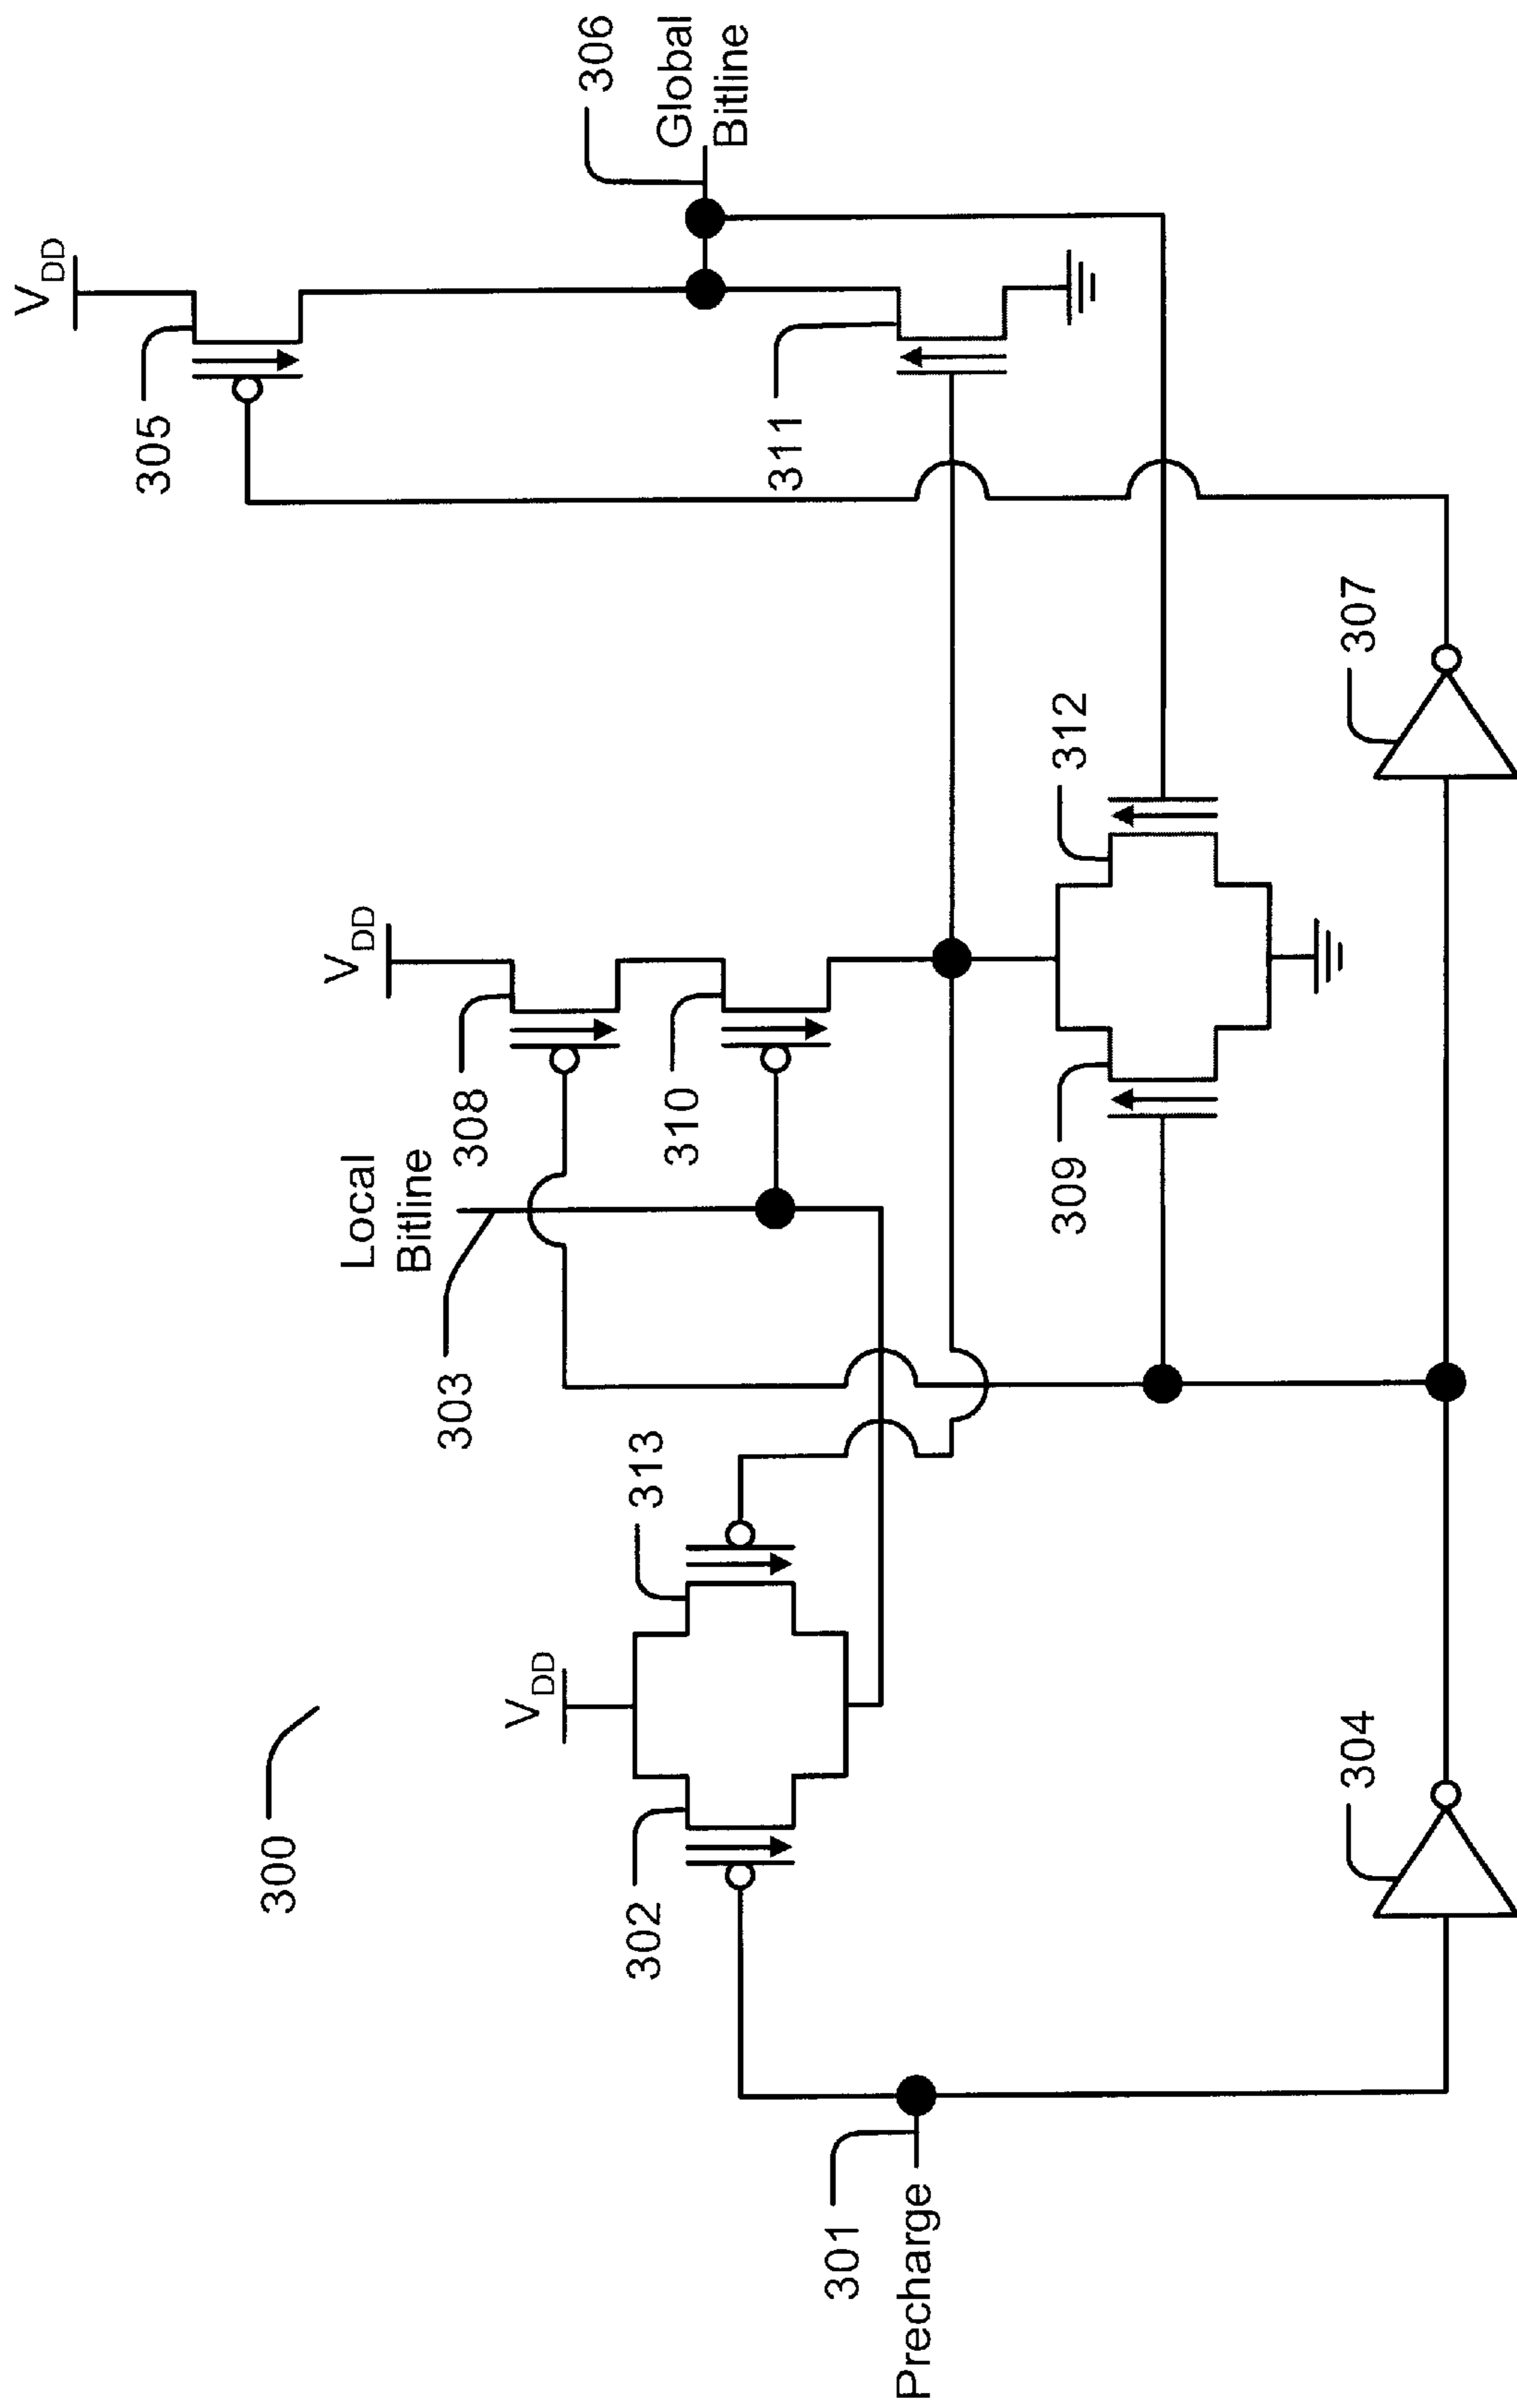 300
301
Precharge
302
V_DD
313
303
Local
Bitline
308
V_DD
310
309
312
304
307
305
V_DD
311
306
Global
Bitline